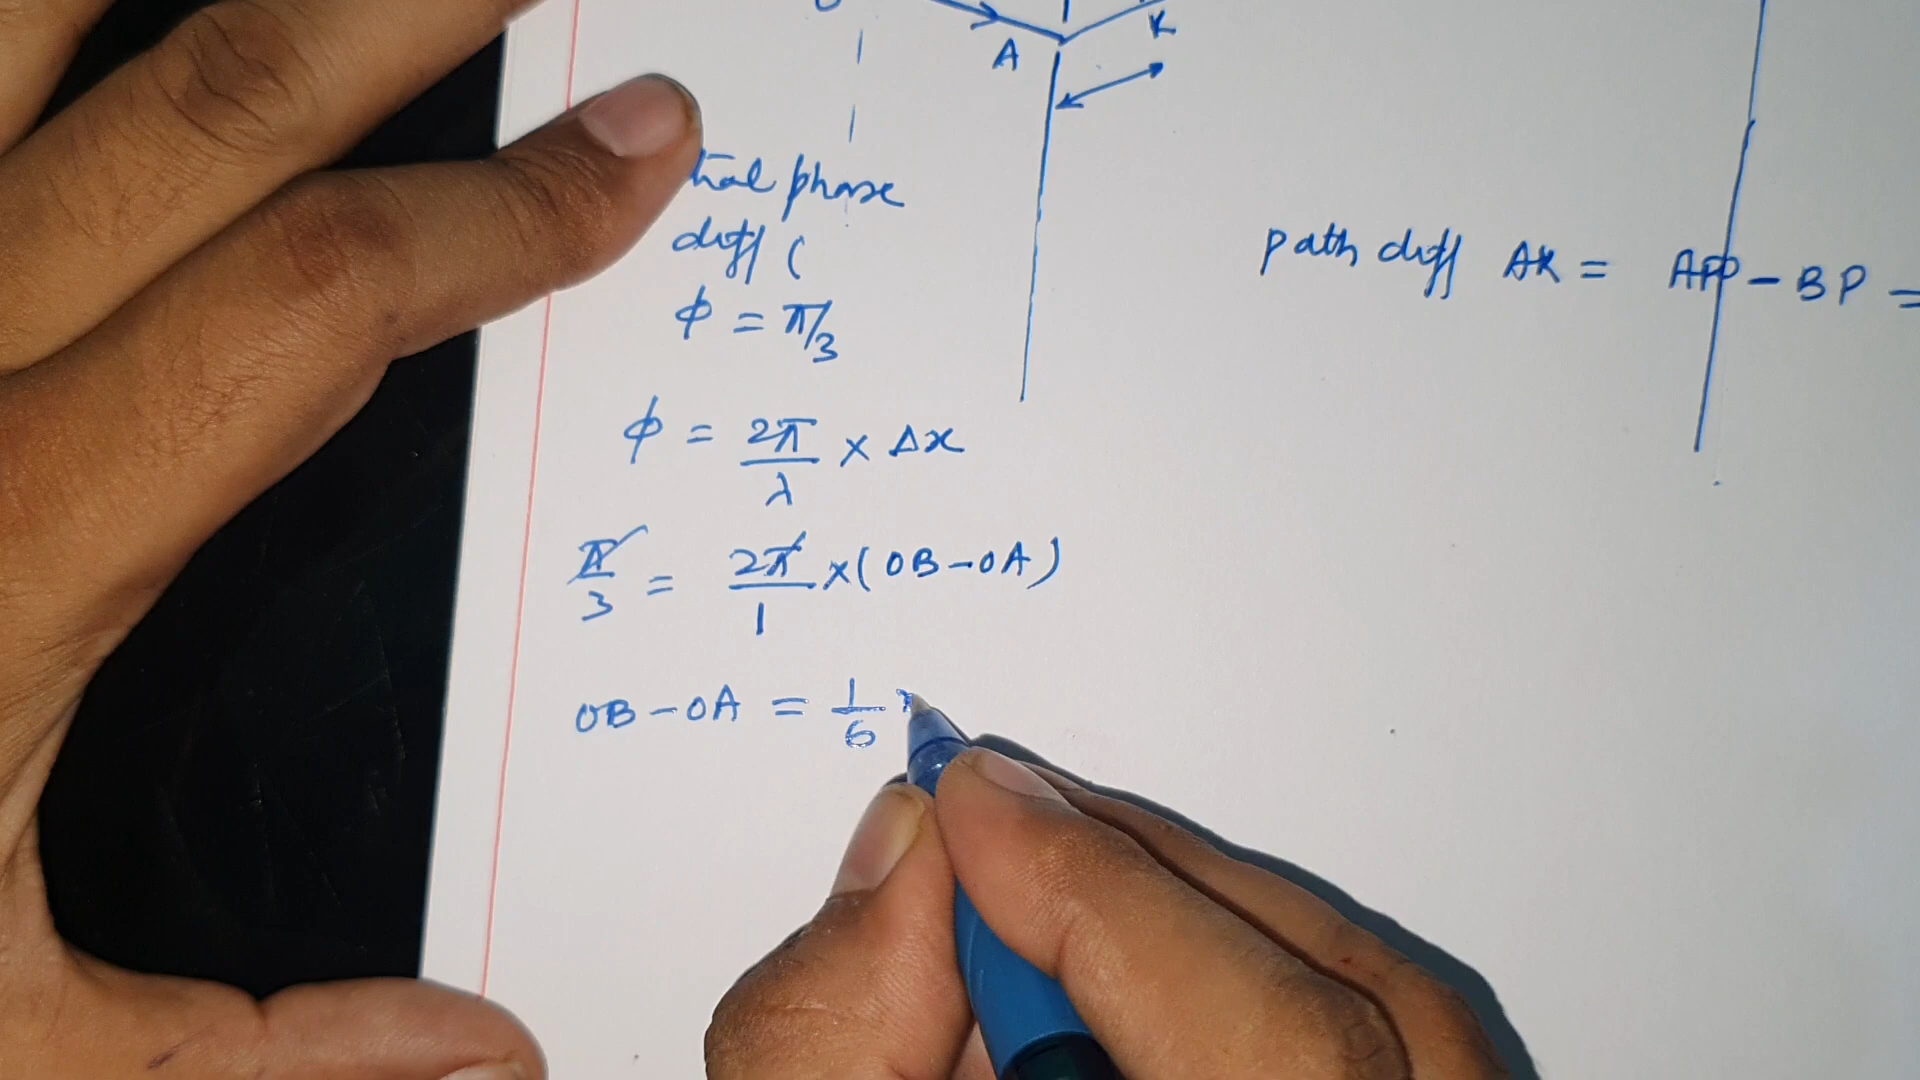 A
K
phase
diff (
path diff AK = APP - BP =
ϕ = π/3
ϕ = 2π/λ × Δx
π/3 = 2π/1 × (OB - OA)
OB - OA = 1/6